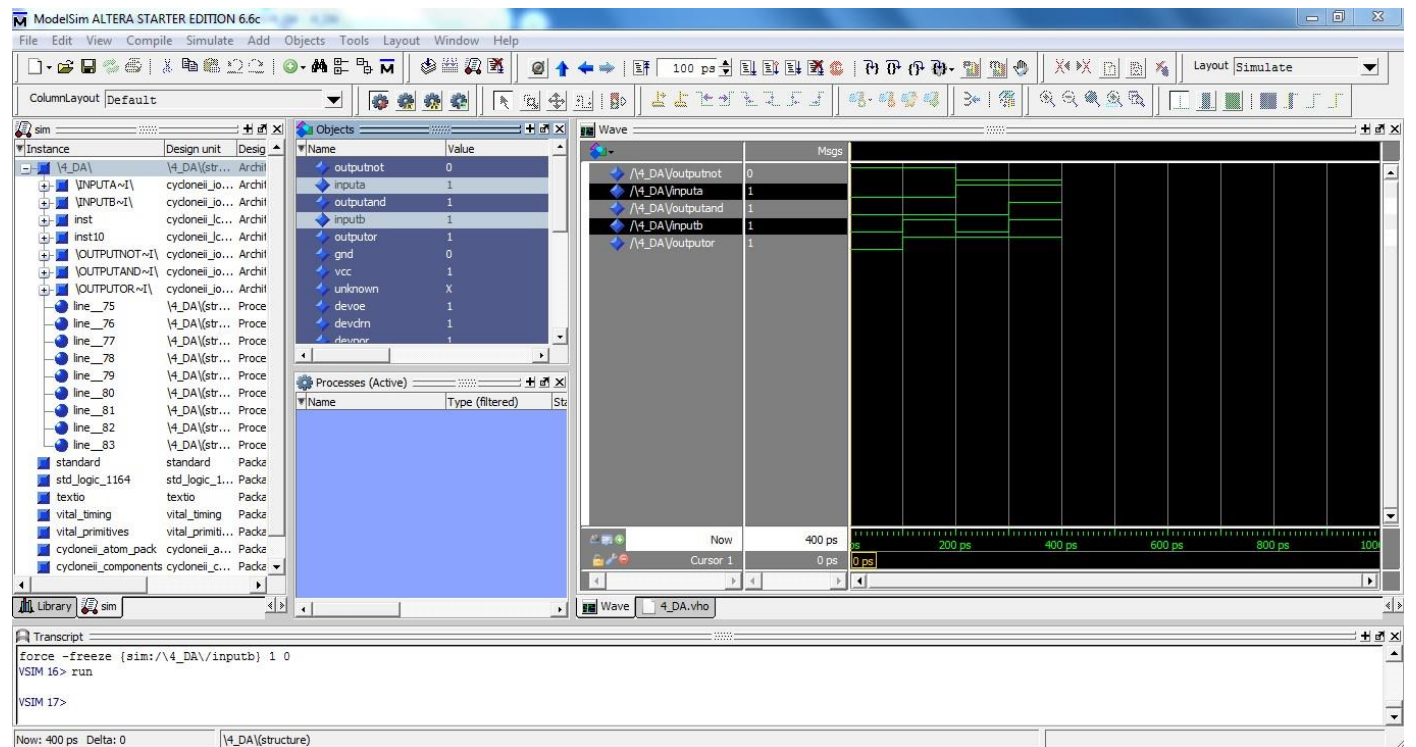 ModelSim ALTERA STARTER EDITION 6.6c
File Edit View Compile Simulate Add Objects Tools Layout Window Help
100 ps
Layout Simulate
ColumnLayout Default
sim
Instance Design unit Desig
\4_DA\ \4_DA\(str... Archit
\INPUTA~I\ cycloneii_io... Archit
\INPUTB~I\ cycloneii_io... Archit
inst cycloneii_lc... Archit
inst10 cycloneii_lc... Archit
\OUTPUTNOT~I\ cycloneii_io... Archit
\OUTPUTAND~I\ cycloneii_io... Archit
\OUTPUTOR~I\ cycloneii_io... Archit
line__75 \4_DA\(str... Proce
line__76 \4_DA\(str... Proce
line__77 \4_DA\(str... Proce
line__78 \4_DA\(str... Proce
line__79 \4_DA\(str... Proce
line__80 \4_DA\(str... Proce
line__81 \4_DA\(str... Proce
line__82 \4_DA\(str... Proce
line__83 \4_DA\(str... Proce
standard standard Packa
std_logic_1164 std_logic_1... Packa
textio textio Packa
vital_timing vital_timing Packa
vital_primitives vital_primiti... Packa
cycloneii_atom_pack cycloneii_a... Packa
cycloneii_components cycloneii_c... Packa
Library sim
Objects
Name Value
outputnot 0
inputa 1
outputand 1
inputb 1
outputor 1
gnd 0
vcc 1
unknown X
devoe 1
devclrn 1
devpor 1
Processes (Active)
Name Type (filtered) Sta
Wave
Msgs
/\4_DA\/outputnot 0
/\4_DA\/inputa 1
/\4_DA\/outputand 1
/\4_DA\/inputb 1
/\4_DA\/outputor 1
Now 400 ps
ps 200 ps 400 ps 600 ps 800 ps 100
Cursor 1 0 ps 0 ps
Wave 4_DA.vho
Transcript
force -freeze {sim:/\4_DA\/inputb} 1 0
VSIM 16> run
VSIM 17>
Now: 400 ps Delta: 0 \4_DA\(structure)